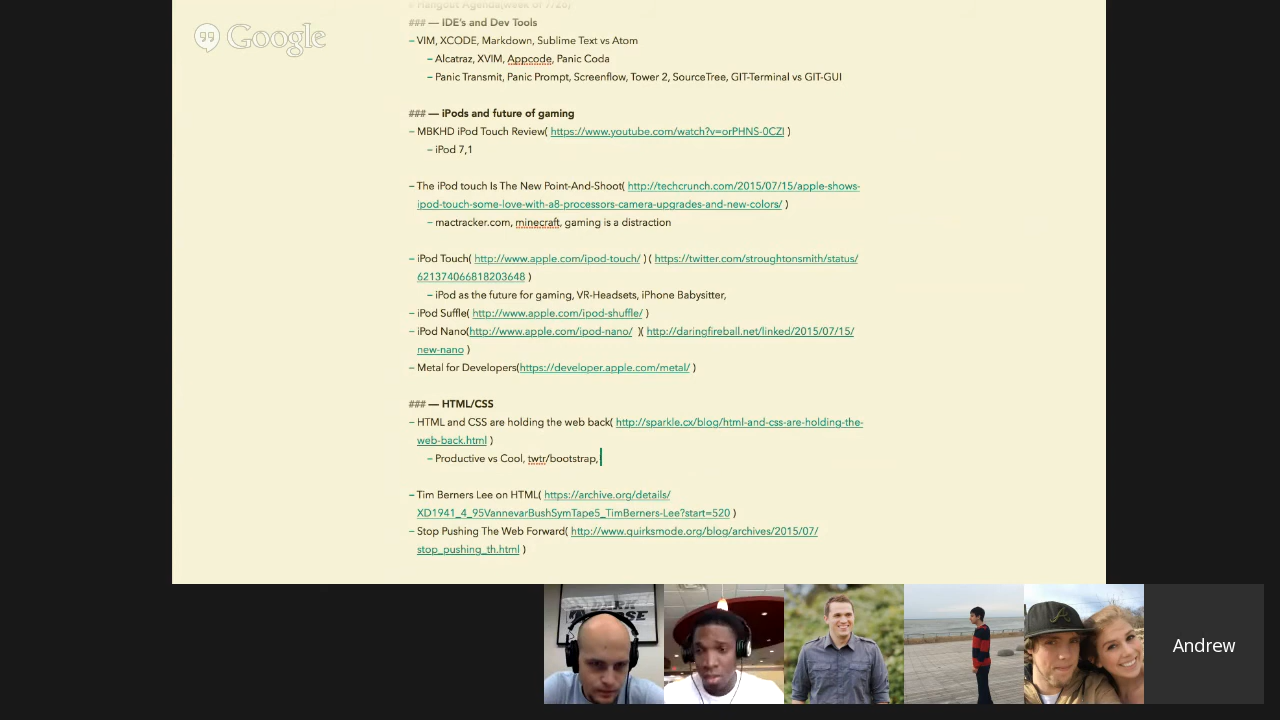 # Hangout Agenda(week of 7/26)
### — IDE's and Dev Tools
Google
– VIM, XCODE, Markdown, Sublime Text vs Atom
– Alcatraz, XVIM, Appcode, Panic Coda
– Panic Transmit, Panic Prompt, Screenflow, Tower 2, SourceTree, GIT-Terminal vs GIT-GUI
### — iPods and future of gaming
– MBKHD iPod Touch Review( https://www.youtube.com/watch?v=orPHNS-0CZI )
– iPod 7,1
– The iPod touch Is The New Point-And-Shoot( http://techcrunch.com/2015/07/15/apple-shows-
ipod-touch-some-love-with-a8-processors-camera-upgrades-and-new-colors/ )
– mactracker.com, minecraft, gaming is a distraction
– iPod Touch( http://www.apple.com/ipod-touch/ ) ( https://twitter.com/stroughtonsmith/status/
621374066818203648 )
– iPod as the future for gaming, VR-Headsets, iPhone Babysitter,
– iPod Suffle( http://www.apple.com/ipod-shuffle/ )
– iPod Nano(http://www.apple.com/ipod-nano/ )( http://daringfireball.net/linked/2015/07/15/
new-nano )
– Metal for Developers(https://developer.apple.com/metal/ )
### — HTML/CSS
– HTML and CSS are holding the web back( http://sparkle.cx/blog/html-and-css-are-holding-the-
web-back.html )
– Productive vs Cool, twtr/bootstrap,
– Tim Berners Lee on HTML( https://archive.org/details/
XD1941_4_95VannevarBushSymTape5_TimBerners-Lee?start=520 )
– Stop Pushing The Web Forward( http://www.quirksmode.org/blog/archives/2015/07/
stop_pushing_th.html )
Andrew